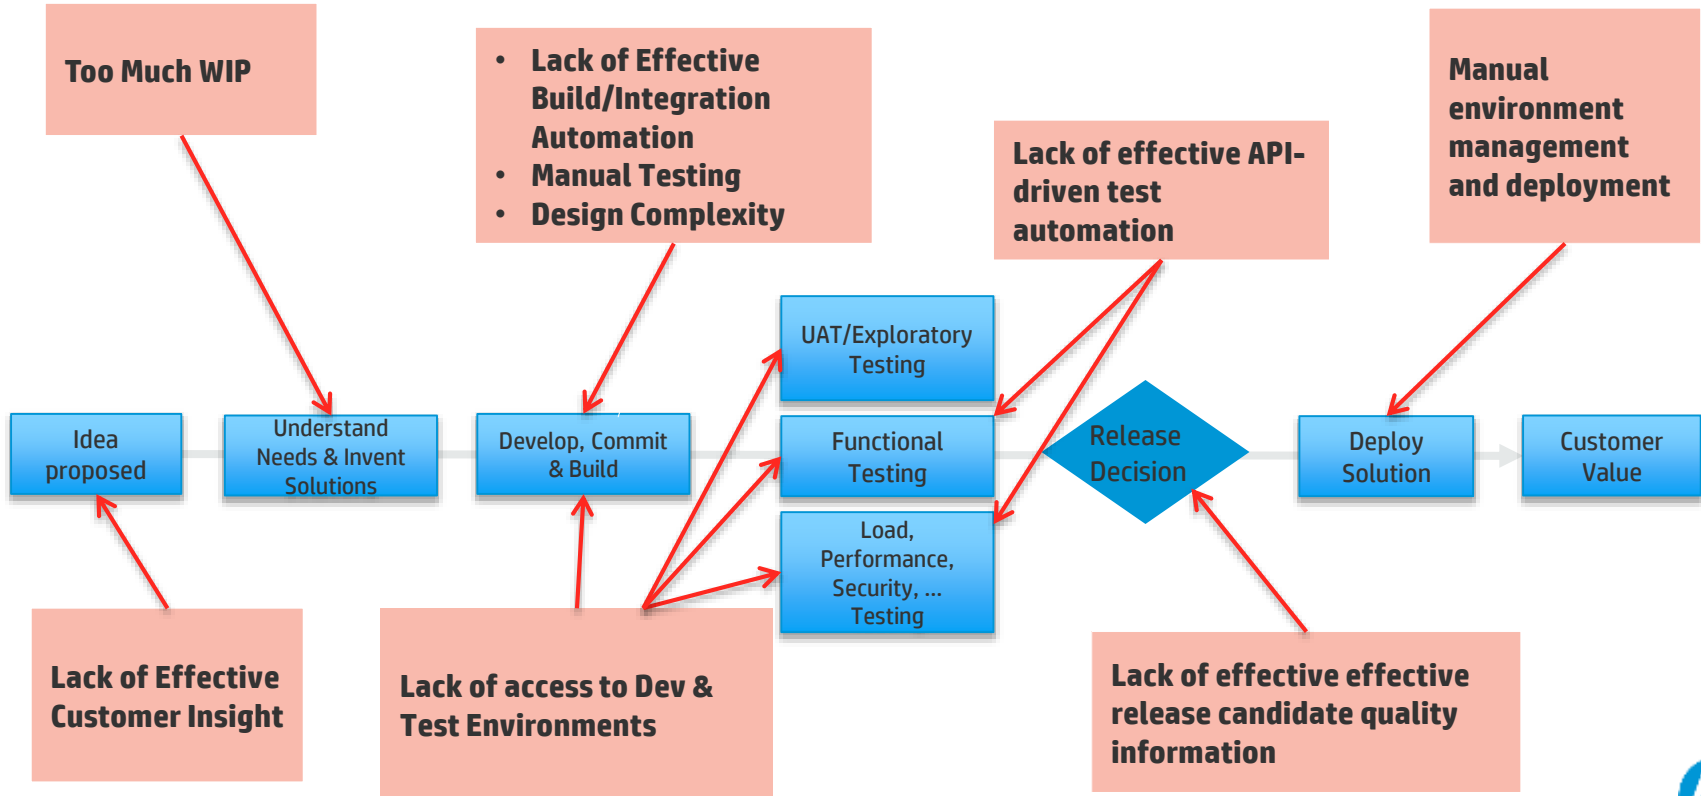 Too Much WIP
• Lack of Effective
Build/Integration
Automation
• Manual Testing
• Design Complexity
Lack of effective API-
driven test
automation
Manual
environment
management
and deployment
Idea
proposed
Understand
Needs & Invent
Solutions
Develop, Commit
& Build
UAT/Exploratory
Testing
Functional
Testing
Load,
Performance,
Security, ...
Testing
Release
Decision
Deploy
Solution
Customer
Value
Lack of Effective
Customer Insight
Lack of access to Dev &
Test Environments
Lack of effective effective
release candidate quality
information